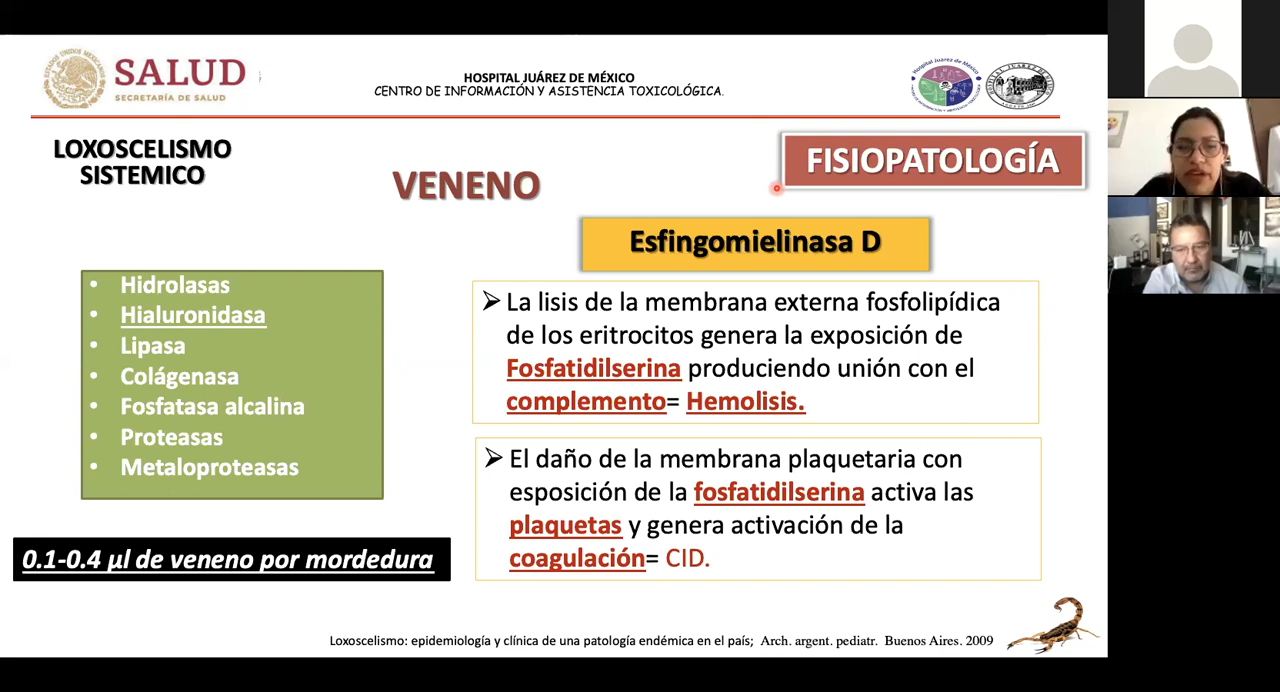 SALUD
SECRETARÍA DE SALUD
HOSPITAL JUÁREZ DE MÉXICO
CENTRO DE INFORMACIÓN Y ASISTENCIA TOXICOLÓGICA.
LOXOSCELISMO
SISTEMICO
VENENO
FISIOPATOLOGÍA
Esfingomielinasa D
• Hidrolasas
• Hialuronidasa
• Lipasa
• Colágenasa
• Fosfatasa alcalina
• Proteasas
• Metaloproteasas
0.1-0.4 µl de veneno por mordedura
➢ La lisis de la membrana externa fosfolipídica
de los eritrocitos genera la exposición de
Fosfatidilserina produciendo unión con el
complemento= Hemolisis.
➢ El daño de la membrana plaquetaria con
esposición de la fosfatidilserina activa las
plaquetas y genera activación de la
coagulación= CID.
Loxoscelismo: epidemiología y clínica de una patología endémica en el país; Arch. argent. pediatr. Buenos Aires. 2009